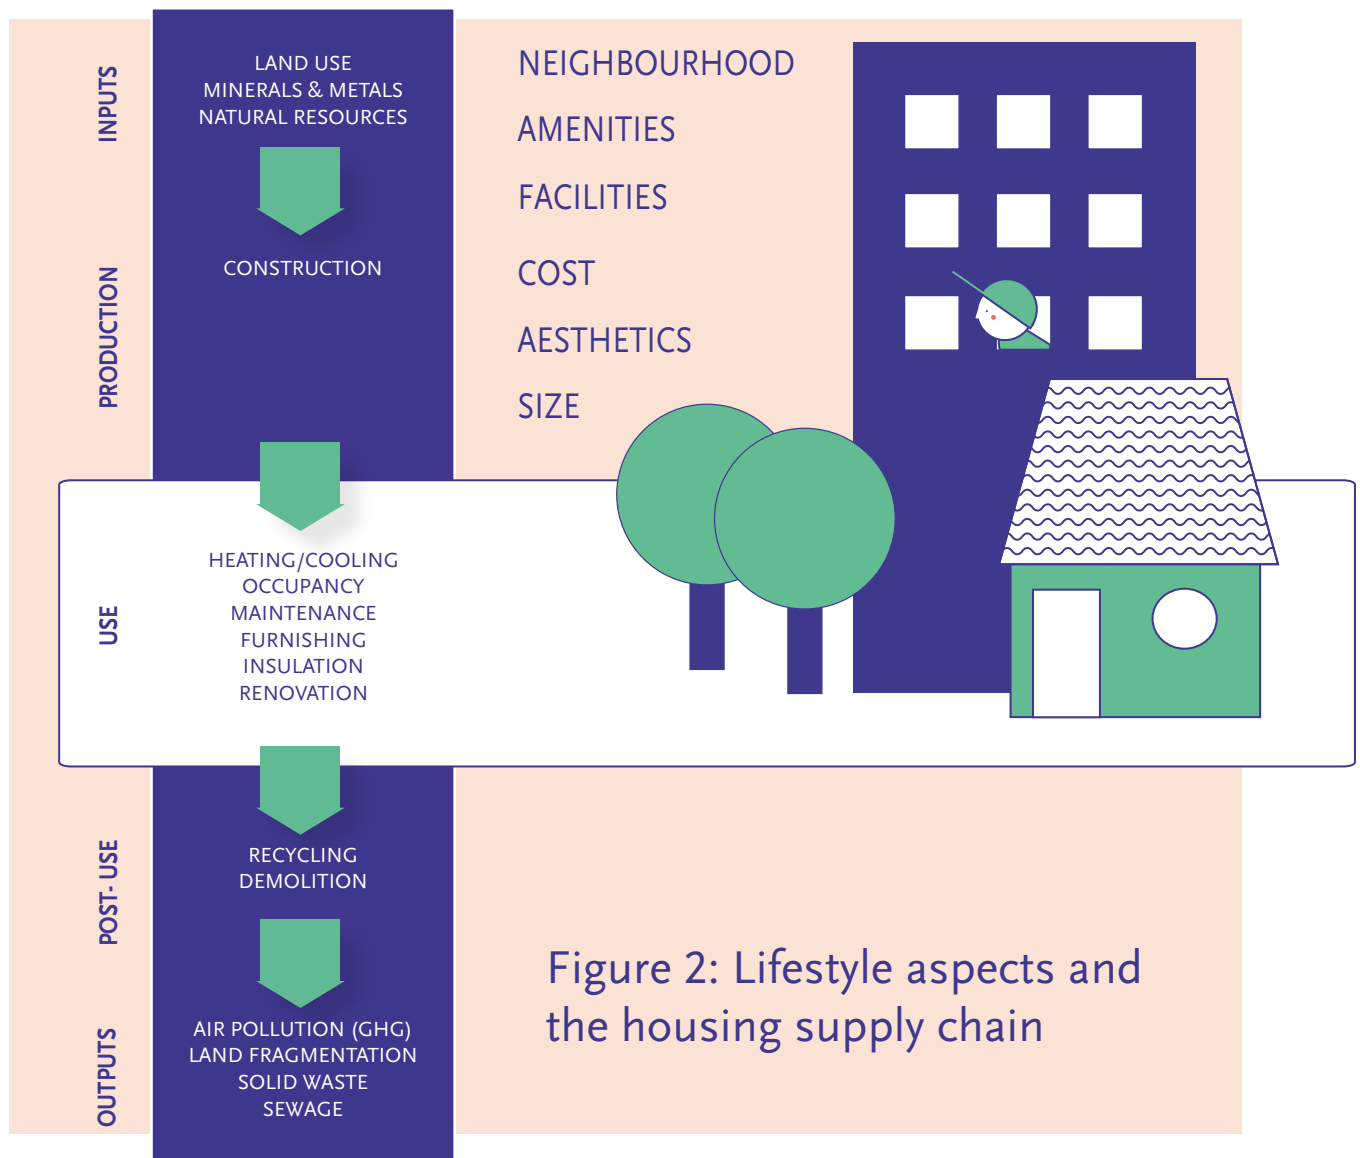 INPUTS
LAND USE
MINERALS & METALS
NATURAL RESOURCES
PRODUCTION
CONSTRUCTION
NEIGHBOURHOOD
AMENITIES
FACILITIES
COST
AESTHETICS
SIZE
USE
HEATING/COOLING
OCCUPANCY
MAINTENANCE
FURNISHING
INSULATION
RENOVATION
POST- USE
RECYCLING
DEMOLITION
OUTPUTS
AIR POLLUTION (GHG)
LAND FRAGMENTATION
SOLID WASTE
SEWAGE
Figure 2: Lifestyle aspects and
the housing supply chain